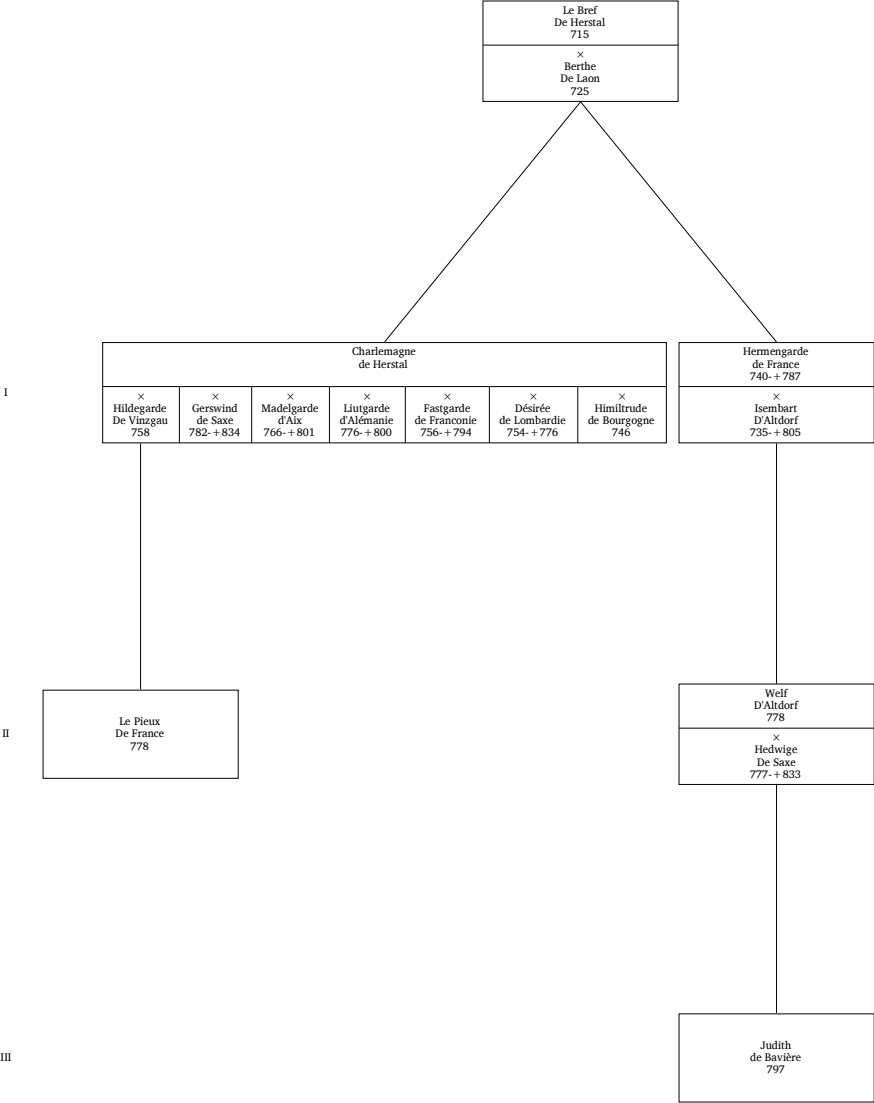 Le Bref
De Herstal
715
×
Berthe
De Laon
725
I
Charlemagne
de Herstal
×
Hildegarde
De Vinzgau
758
×
Gerswind
de Saxe
782-+834
×
Madelgarde
d'Aix
766-+801
×
Liutgarde
d'Alémanie
776-+800
×
Fastgarde
de Franconie
756-+794
×
Désirée
de Lombardie
754-+776
×
Himiltrude
de Bourgogne
746
Hermengarde
de France
740-+787
×
Isembart
D'Altdorf
735-+805
II
Le Pieux
De France
778
Welf
D'Altdorf
778
×
Hedwige
De Saxe
777-+833
III
Judith
de Bavière
797